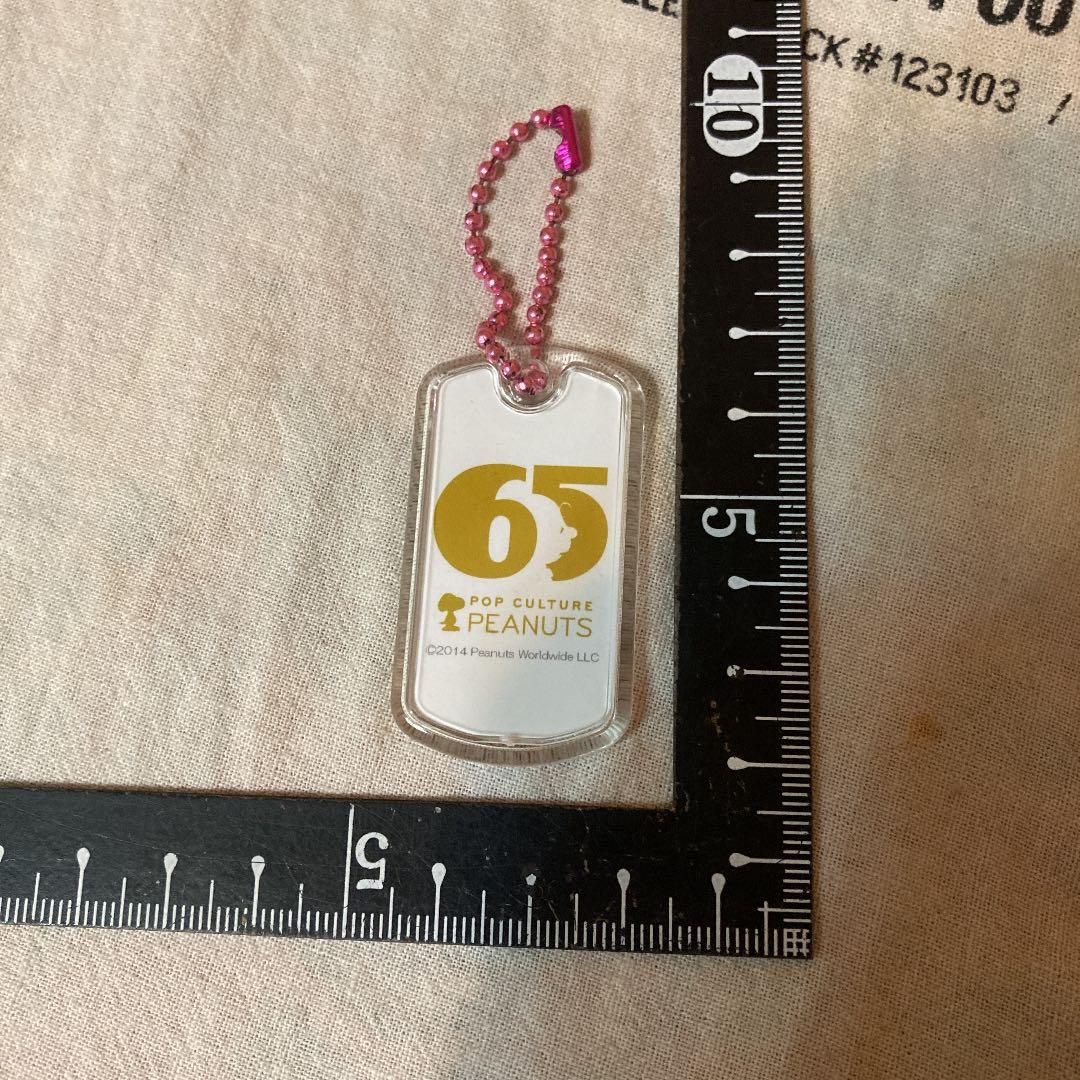 CK#123103 /
10
65
5
POP CULTURE
PEANUTS
©2014 Peanuts Worldwide LLC
5